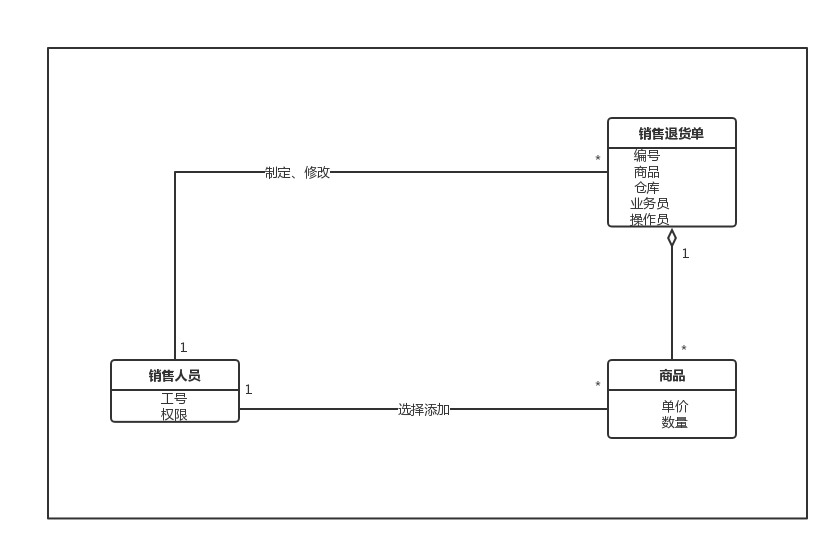 销售退货单
编号
商品
仓库
业务员
操作员
*
制定、修改
1
*
1
销售人员
工号
权限
1
选择添加
*
商品
单价
数量